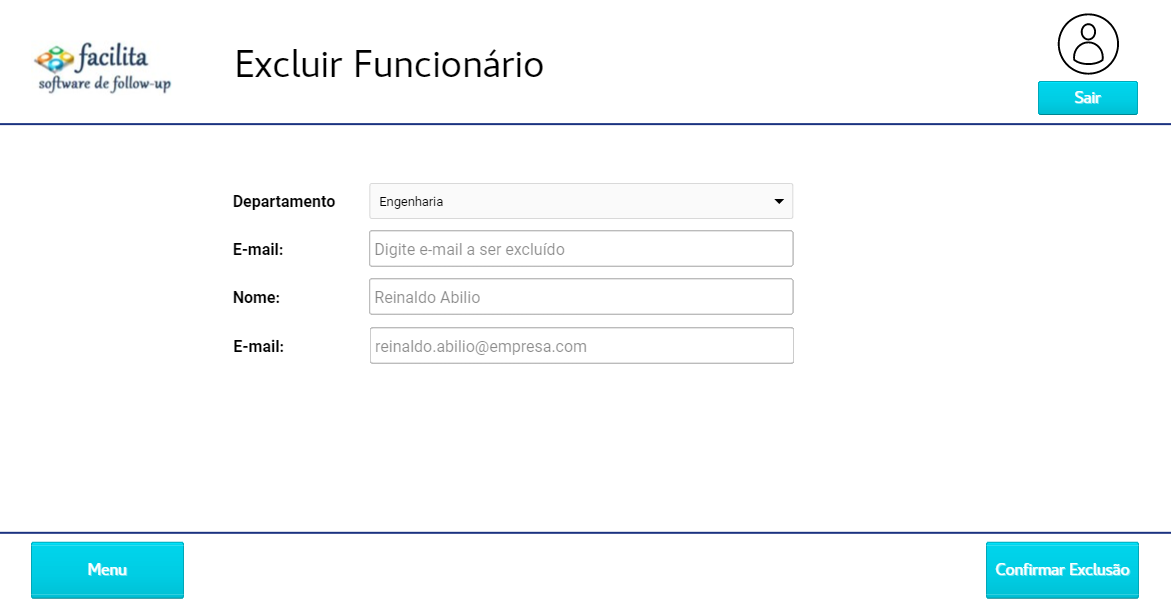 facilita
software de follow-up
Excluir Funcionário
Sair
Departamento
Engenharia
E-mail:
Digite e-mail a ser excluído
Nome:
Reinaldo Abilio
E-mail:
reinaldo.abilio@empresa.com
Menu
Confirmar Exclusão